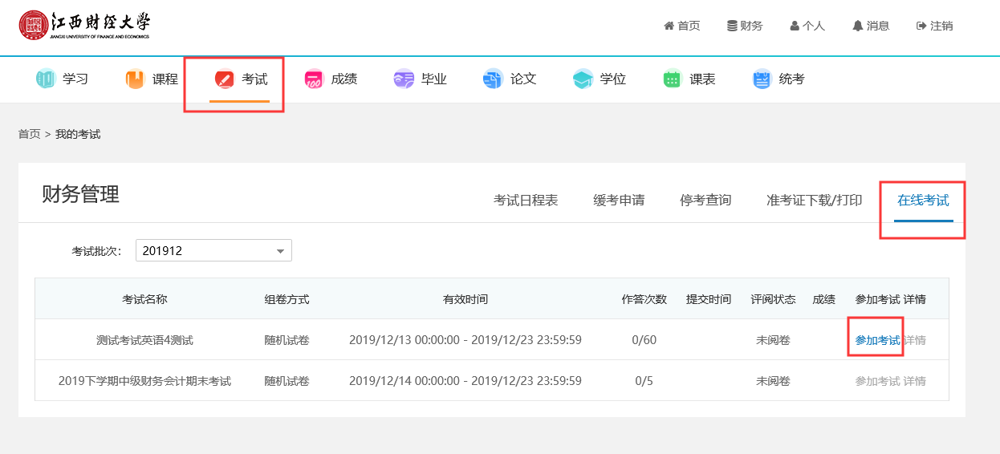 江西财经大学
JIANGXI UNIVERSITY OF FINANCE AND ECONOMICS
首页 财务 个人 消息 注销
学习 课程 考试 100 成绩 毕业 论文 学位 课表 统考
首页 > 我的考试
财务管理
考试日程表 缓考申请 停考查询 准考证下载/打印 在线考试
考试批次： 201912
考试名称 组卷方式 有效时间 作答次数 提交时间 评阅状态 成绩 参加考试 详情
测试考试英语4测试 随机试卷 2019/12/13 00:00:00 - 2019/12/23 23:59:59 0/60 未阅卷 参加考试 详情
2019下学期中级财务会计期末考试 随机试卷 2019/12/14 00:00:00 - 2019/12/23 23:59:59 0/5 未阅卷 参加考试 详情